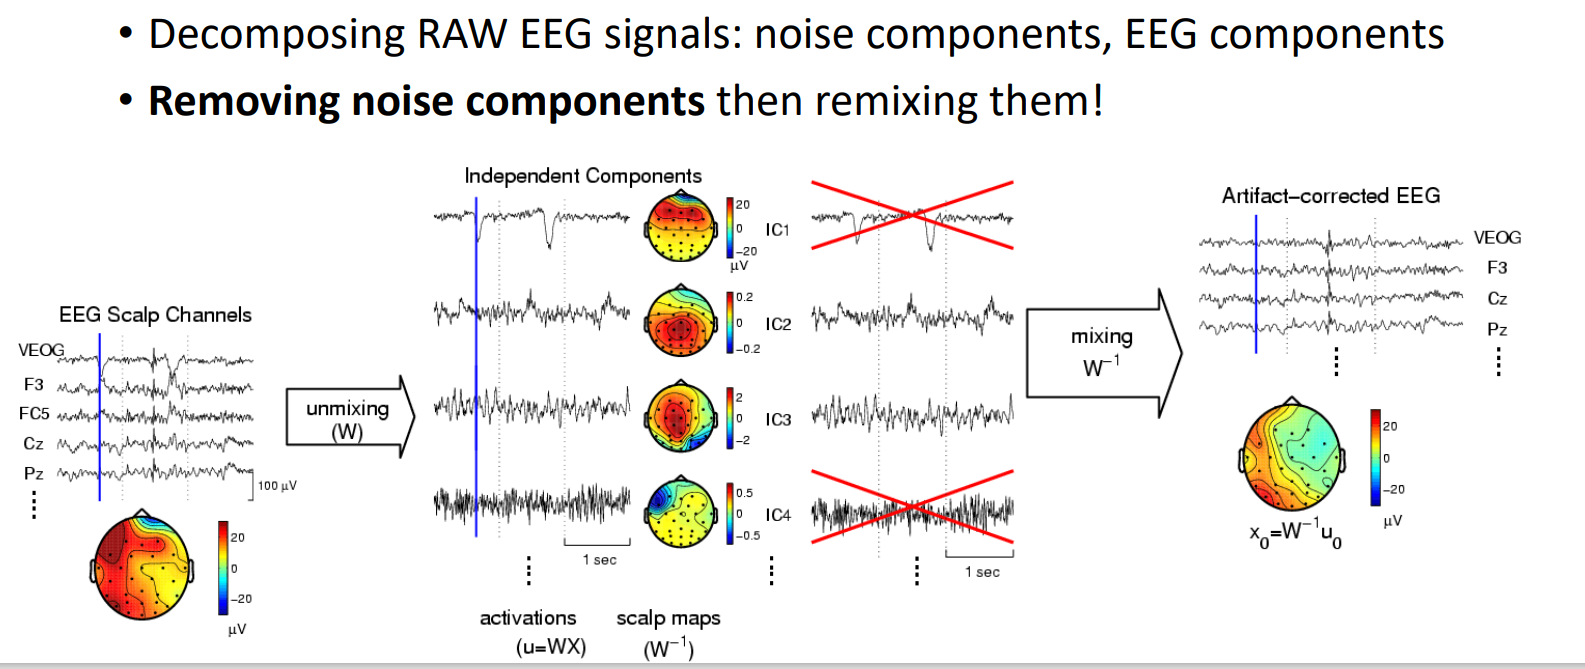 • Decomposing RAW EEG signals: noise components, EEG components
• Removing noise components then remixing them!
EEG Scalp Channels
VEOG
F3
FC5
Cz
Pz
100 μV
20
0
−20
μV
unmixing
(W)
Independent Components
20
0
−20
μV
IC1
0.2
0
−0.2
IC2
2
0
−2
IC3
0.5
0
−0.5
IC4
1 sec
1 sec
activations
(u=WX)
scalp maps
(W−1)
mixing
W−1
Artifact−corrected EEG
VEOG
F3
Cz
Pz
20
0
−20
μV
x0=W−1u0